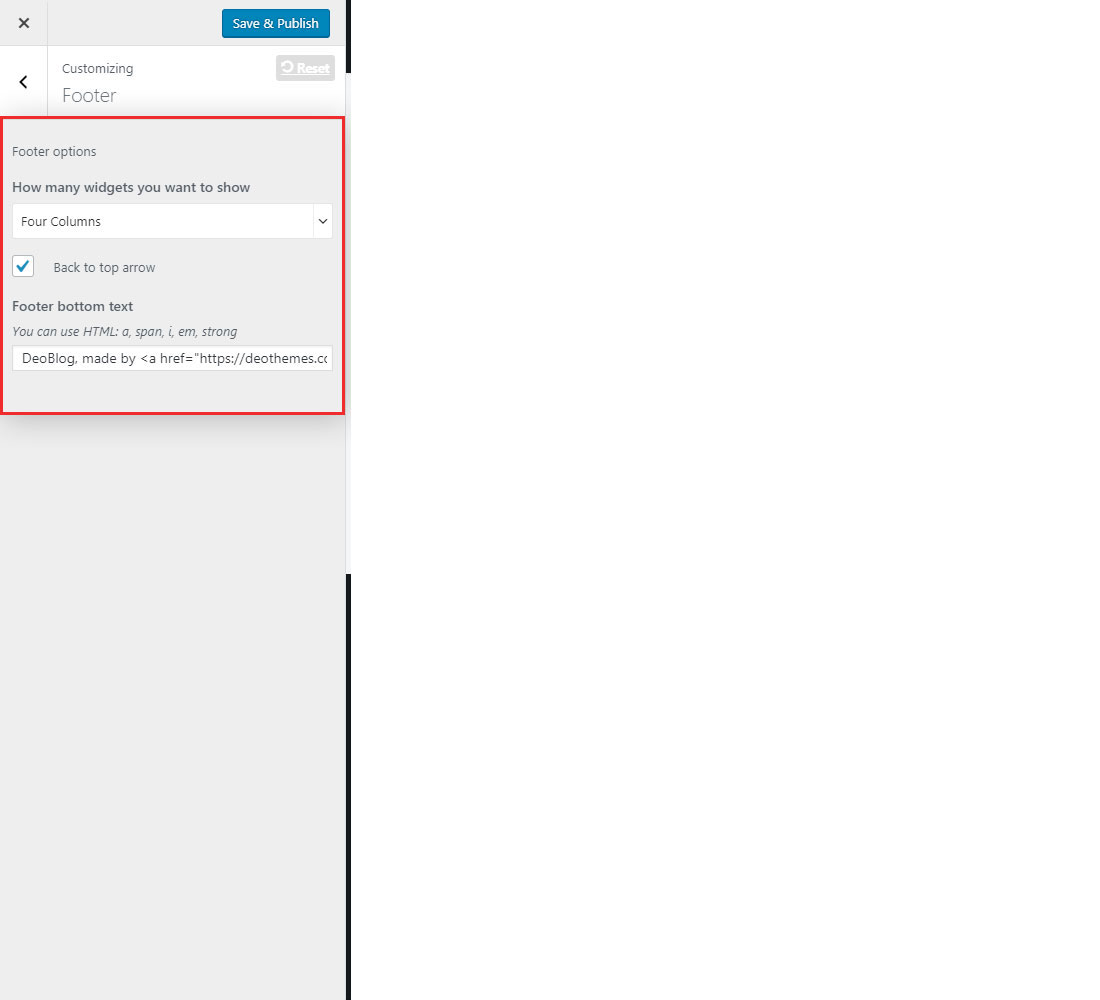 Save & Publish
Customizing
Reset
Footer
Footer options
How many widgets you want to show
Four Columns
Back to top arrow
Footer bottom text
You can use HTML: a, span, i, em, strong
DeoBlog, made by <a href="https://deothemes.co